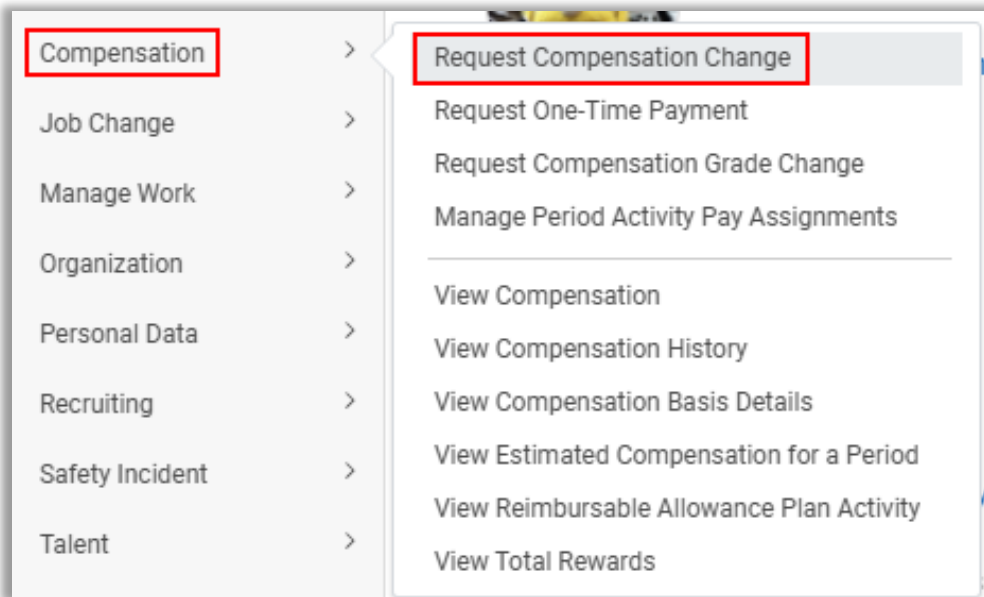 Compensation
Job Change
Manage Work
Organization
Personal Data
Recruiting
Safety Incident
Talent
Request Compensation Change
Request One-Time Payment
Request Compensation Grade Change
Manage Period Activity Pay Assignments
View Compensation
View Compensation History
View Compensation Basis Details
View Estimated Compensation for a Period
View Reimbursable Allowance Plan Activity
View Total Rewards